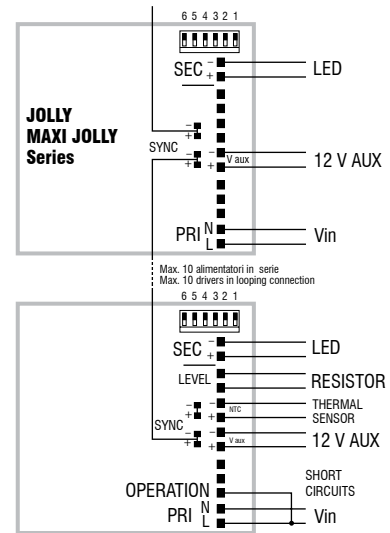 6 5 4 3 2 1
SEC - +
LED
JOLLY
MAXI JOLLY
Series
- +
SYNC
- +
- + V aux
12 V AUX
PRI N L
Vin
Max. 10 alimentatori in serie
Max. 10 drivers in looping connection
6 5 4 3 2 1
SEC - +
LED
LEVEL
RESISTOR
- +
NTC
- +
THERMAL
SENSOR
SYNC
- +
V aux
- +
12 V AUX
SHORT
CIRCUITS
OPERATION
PRI N L
Vin